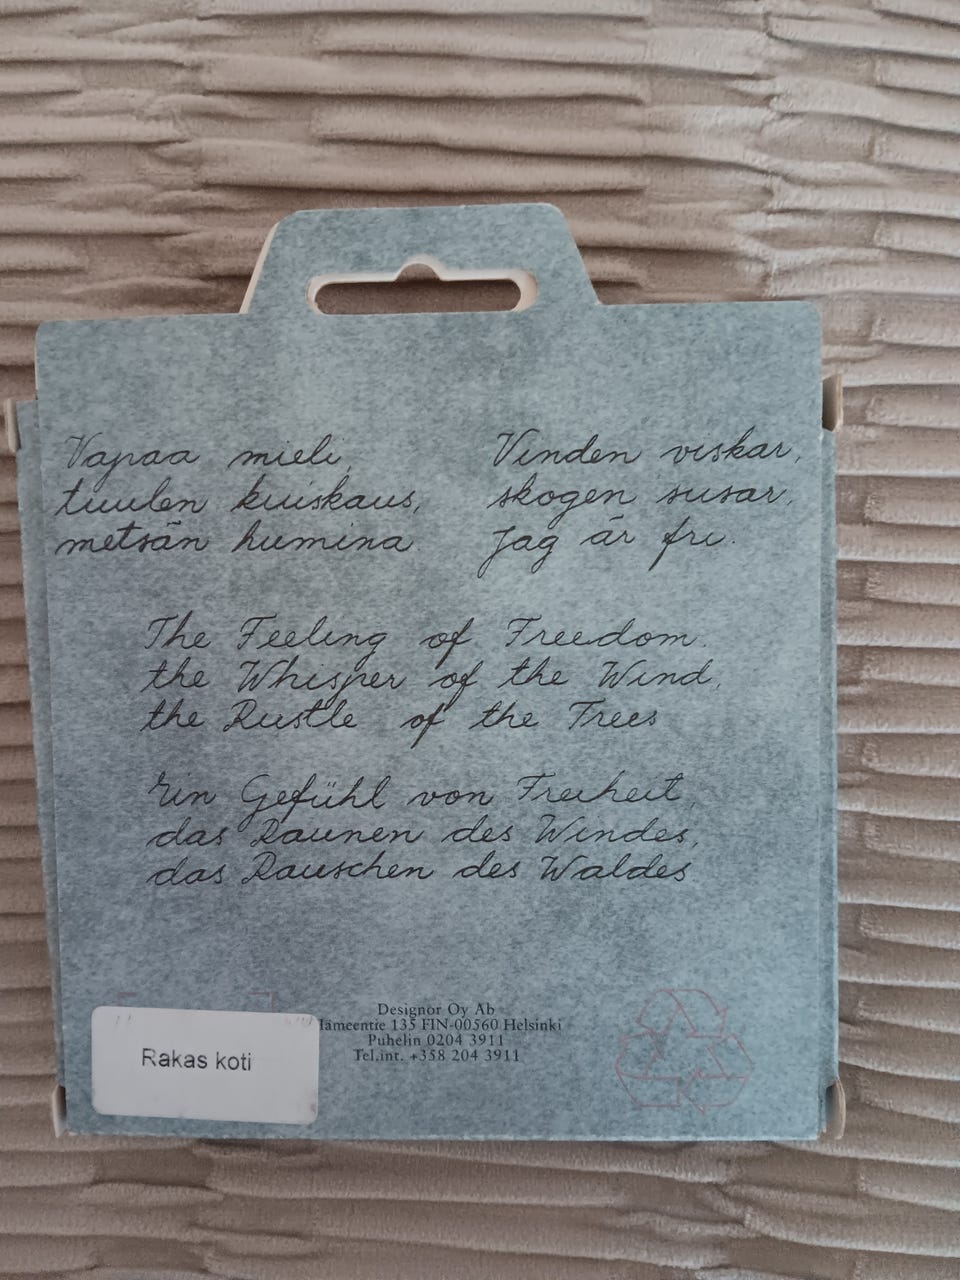 Vapaa mieli,
tuulen kuiskaus,
metsän humina
Vinden viskar,
skogen susar,
Jag är fri.
The Feeling of Freedom,
the Whisper of the Wind,
the Rustle of the Trees
Ein Gefühl von Freiheit,
das Raunen des Windes,
das Rauschen des Waldes
Designor Oy Ab
Hämeentie 135 FIN-00560 Helsinki
Puhelin 0204 3911
Tel.int. +358 204 3911
Rakas koti